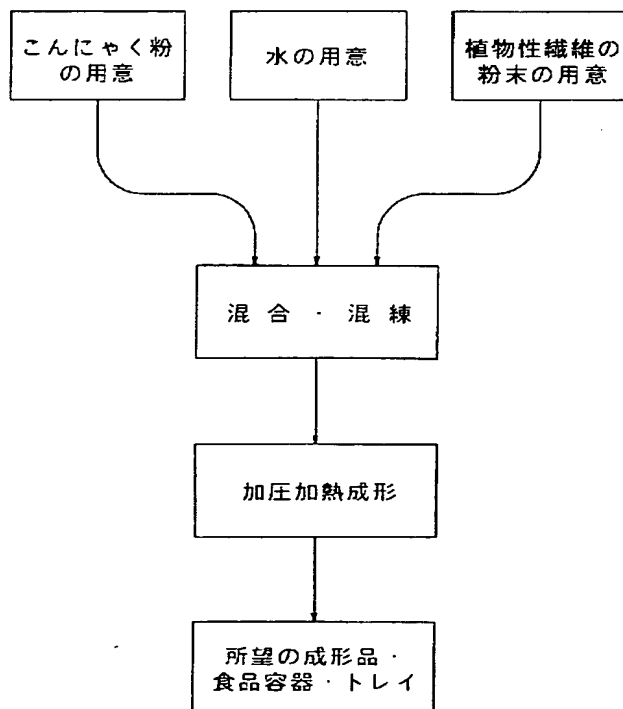 こんにゃく粉
の用意
水の用意
植物性繊維の
粉末の用意
混合・混練
加圧加熱成形
所望の成形品・
食品容器・トレイ